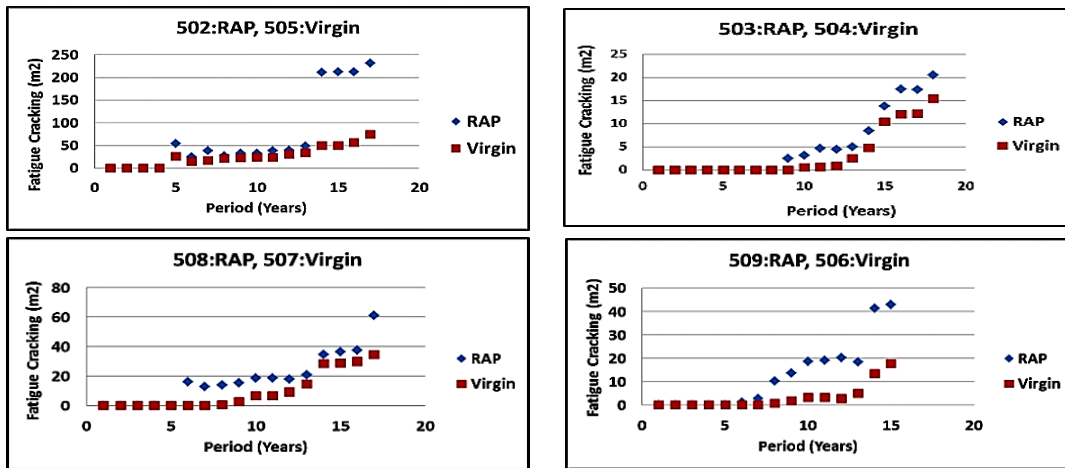 502:RAP, 505:Virgin
Fatigue Cracking (m2)
250
200
150
100
50
0
0 5 10 15 20
Period (Years)
RAP
Virgin
503:RAP, 504:Virgin
Fatigue Cracking (m2)
25
20
15
10
5
0
0 5 10 15 20
Period (Years)
RAP
Virgin
508:RAP, 507:Virgin
Fatigue Cracking (m2)
80
60
40
20
0
0 5 10 15 20
Period (Years)
RAP
Virgin
509:RAP, 506:Virgin
Fatigue Cracking (m2)
50
40
30
20
10
0
0 5 10 15 20
Period (Years)
RAP
Virgin